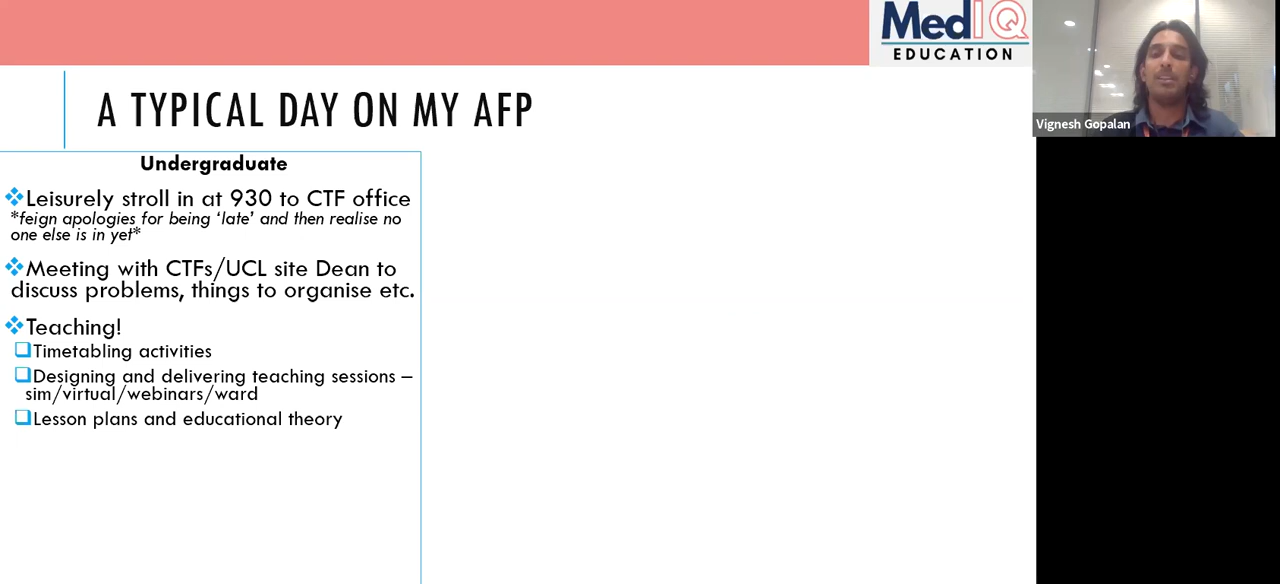 MedIQ
EDUCATION
Vignesh Gopalan
A TYPICAL DAY ON MY AFP
Undergraduate
❖Leisurely stroll in at 930 to CTF office
*feign apologies for being ‘late’ and then realise no
one else is in yet*
❖Meeting with CTFs/UCL site Dean to
discuss problems, things to organise etc.
❖Teaching!
❑Timetabling activities
❑Designing and delivering teaching sessions –
sim/virtual/webinars/ward
❑Lesson plans and educational theory